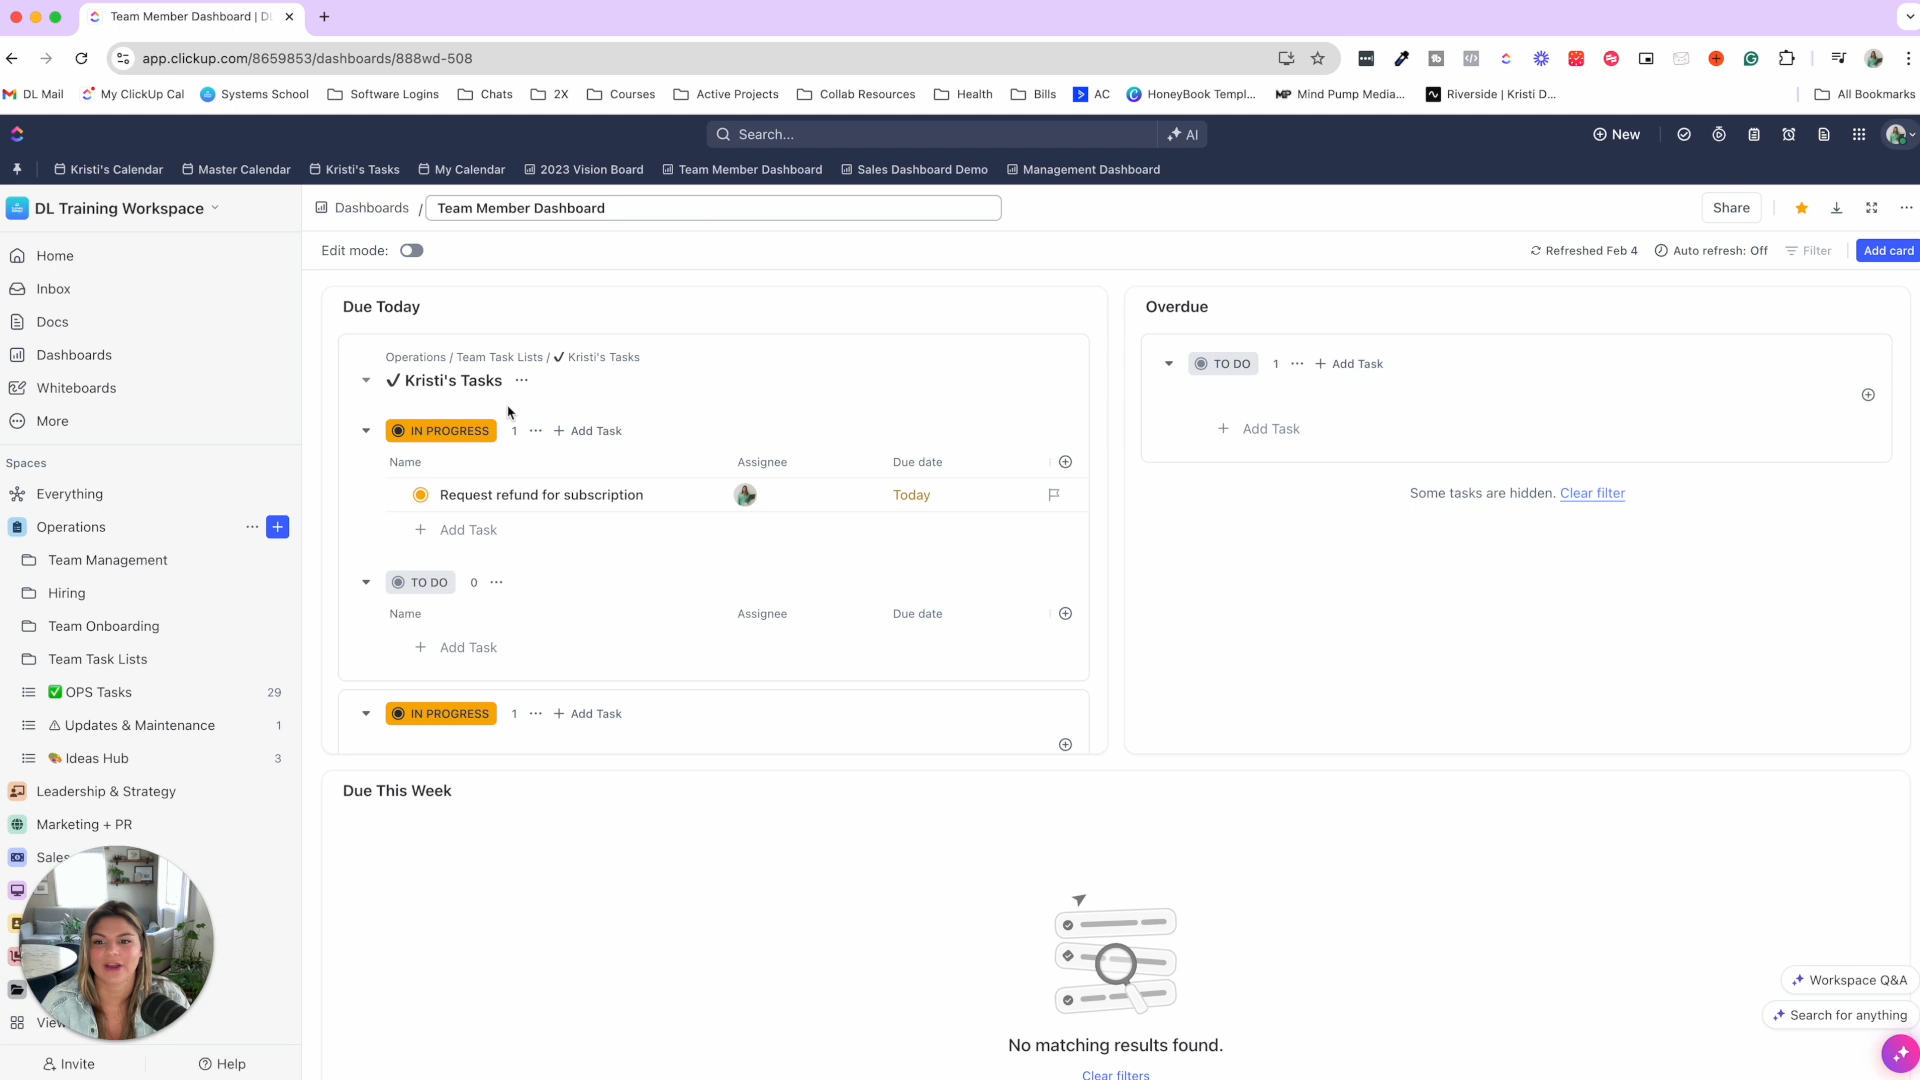 Team Member Dashboard | DL
app.clickup.com/8659853/dashboards/888wd-508
DL Mail
My ClickUp Cal
Systems School
Software Logins
Chats
2X
Courses
Active Projects
Collab Resources
Health
Bills
AC
HoneyBook Templ...
MP Mind Pump Media...
Riverside | Kristi D...
All Bookmarks
Search...
AI
New
Kristi's Calendar
Master Calendar
Kristi's Tasks
My Calendar
2023 Vision Board
Team Member Dashboard
Sales Dashboard Demo
Management Dashboard
DL Training Workspace
Dashboards / Team Member Dashboard
Share
Edit mode:
Refreshed Feb 4
Auto refresh: Off
Filter
Add card
Home
Inbox
Docs
Dashboards
Whiteboards
More
Spaces
Everything
Operations
Team Management
Hiring
Team Onboarding
Team Task Lists
✅ OPS Tasks 29
⚠ Updates & Maintenance 1
🎨 Ideas Hub 3
Leadership & Strategy
Marketing + PR
Sales
Invite
Help
Due Today
Operations / Team Task Lists / ✔ Kristi's Tasks
✔ Kristi's Tasks ...
IN PROGRESS 1 ... + Add Task
Name Assignee Due date
Request refund for subscription Today
+ Add Task
TO DO 0 ...
Name Assignee Due date
+ Add Task
IN PROGRESS 1 ... + Add Task
Overdue
TO DO 1 ... + Add Task
+ Add Task
Some tasks are hidden. Clear filter
Due This Week
No matching results found.
Clear filters
Workspace Q&A
Search for anything